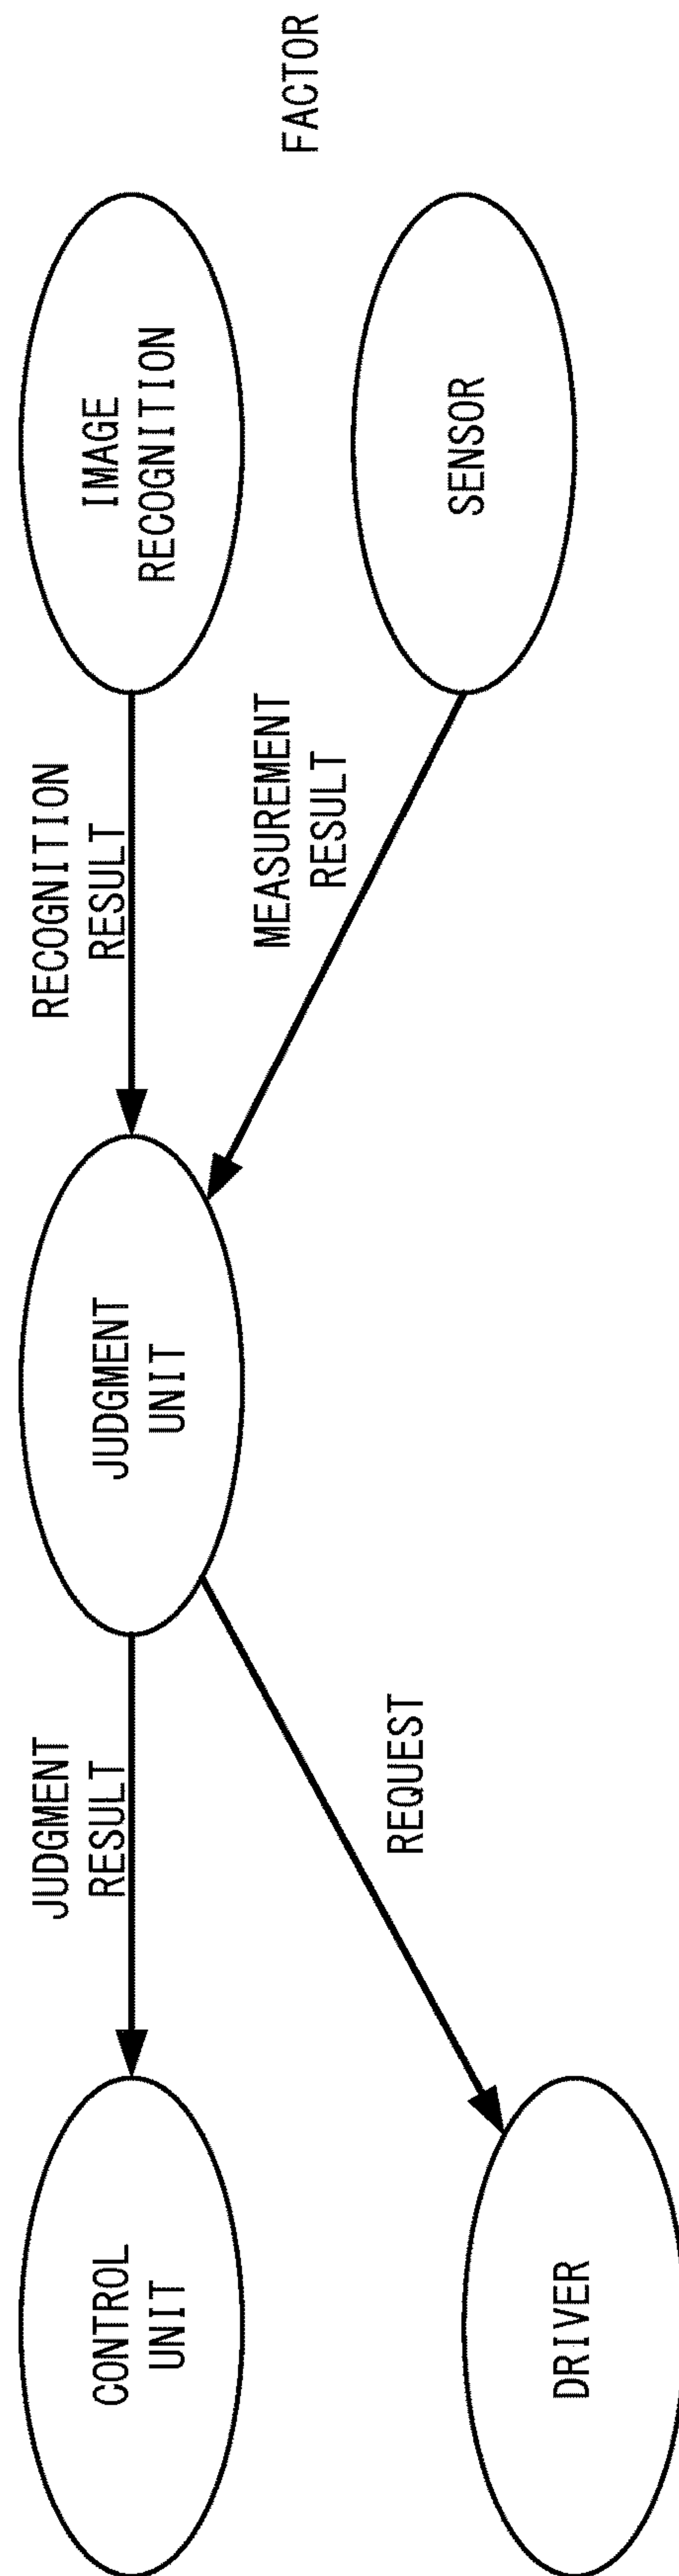 CONTROL
UNIT
JUDGMENT
RESULT
JUDGMENT
UNIT
RECOGNITION
RESULT
IMAGE
RECOGNITION
DRIVER
REQUEST
MEASUREMENT
RESULT
SENSOR
FACTOR